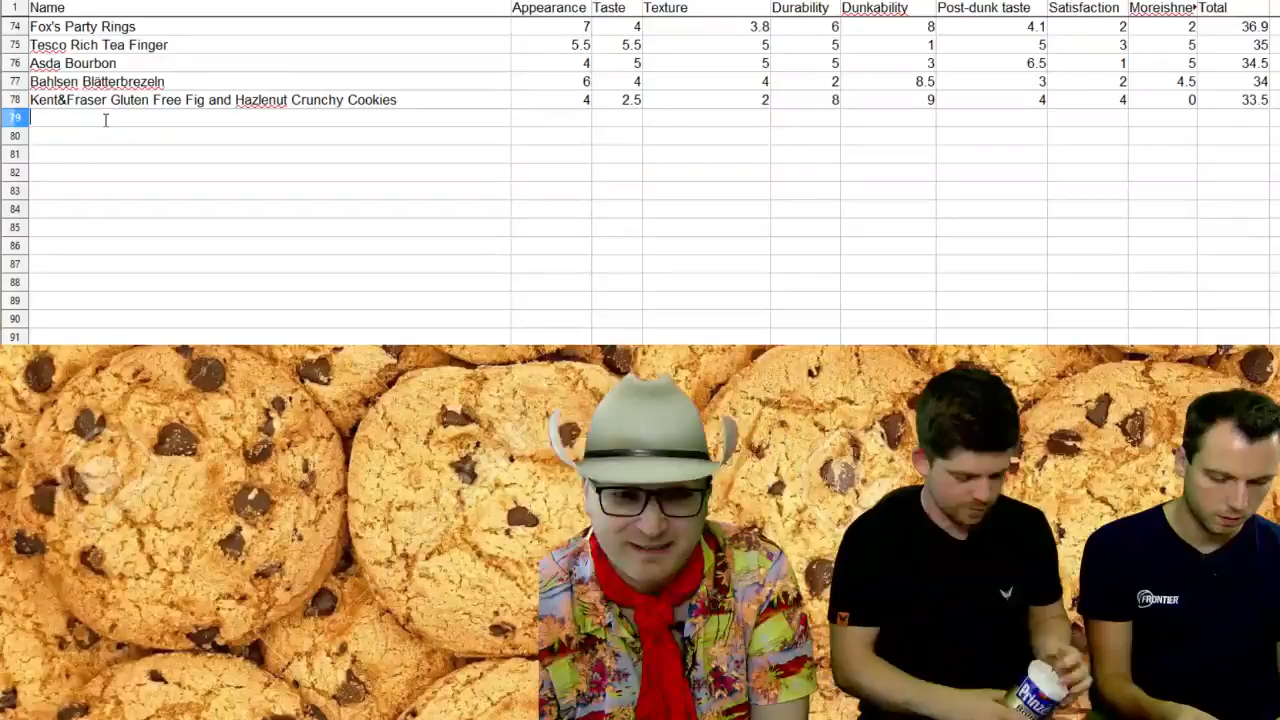 1 Name Appearance Taste Texture Durability Dunkability Post-dunk taste Satisfaction Moreishne Total
74 Fox's Party Rings 7 4 3.8 6 8 4.1 2 2 36.9
75 Tesco Rich Tea Finger 5.5 5.5 5 5 1 5 3 5 35
76 Asda Bourbon 4 5 5 5 3 6.5 1 5 34.5
77 Bahlsen Blätterbrezeln 6 4 4 2 8.5 3 2 4.5 34
78 Kent&Fraser Gluten Free Fig and Hazlenut Crunchy Cookies 4 2.5 2 8 9 4 4 0 33.5
79
80
81
82
83
84
85
86
87
88
89
90
91
FRONTIER
Prinze